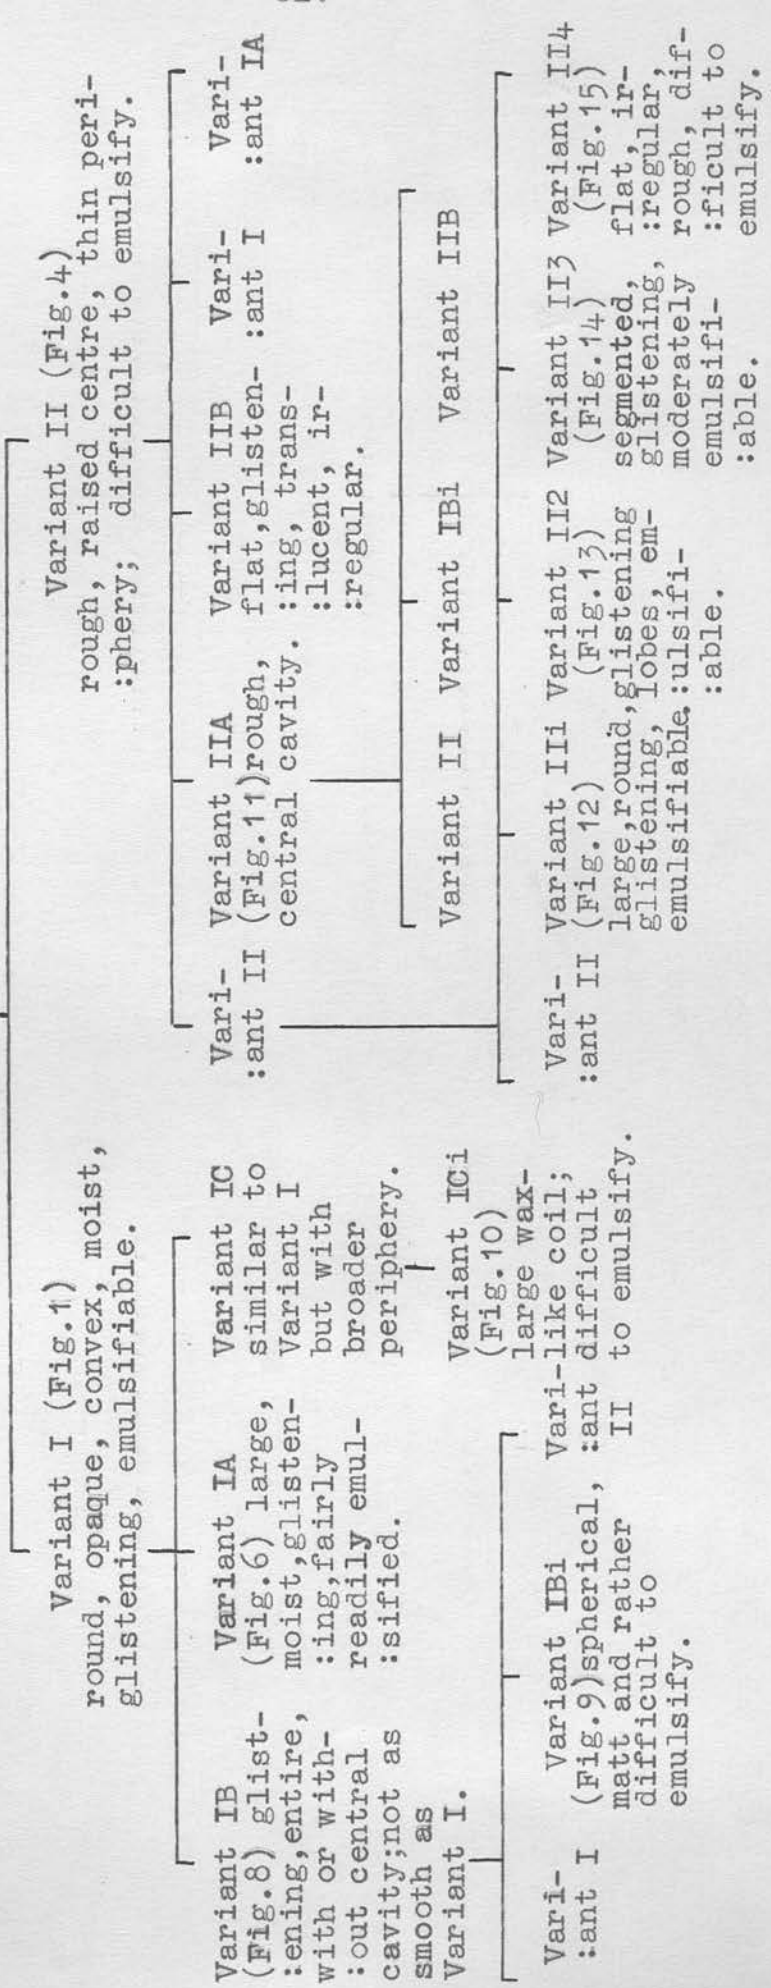 Variant I (Fig.1)
round, opaque, convex, moist,
glistening, emulsifiable.
Variant II (Fig.4)
rough, raised centre, thin peri-
:phery; difficult to emulsify.
Variant IB
(Fig.8) glist-
:ening,entire,
with or with-
:out central
cavity;not as
smooth as
Variant I.
Variant IA
(Fig.6) large,
moist,glisten-
:ing,fairly
readily emul-
:sified.
Variant IC
similar to
Variant I
but with
broader
periphery.
Vari-
:ant II
Variant IIA
(Fig.11)rough,
central cavity.
Variant IIB
flat,glisten-
:ing, trans-
:lucent, ir-
:regular.
Vari-
:ant I
Vari-
:ant IA
Variant ICi
(Fig.10)
large wax-
-like coil;
difficult
to emulsify.
Variant II
Variant IBi
Variant IIB
Vari-
:ant I
Variant IBi
(Fig.9)spherical,
matt and rather
difficult to
emulsify.
Vari-
:ant
II
Vari-
:ant II
Variant IIi
(Fig.12)
large,round,
glistening,
emulsifiable.
Variant II2
(Fig.13)
glistening
lobes, em-
:ulsifi-
:able.
Variant II3
(Fig.14)
segmented,
glistening,
moderately
emulsifi-
:able.
Variant II4
(Fig.15)
flat, ir-
:regular,
rough, dif-
:ficult to
emulsify.